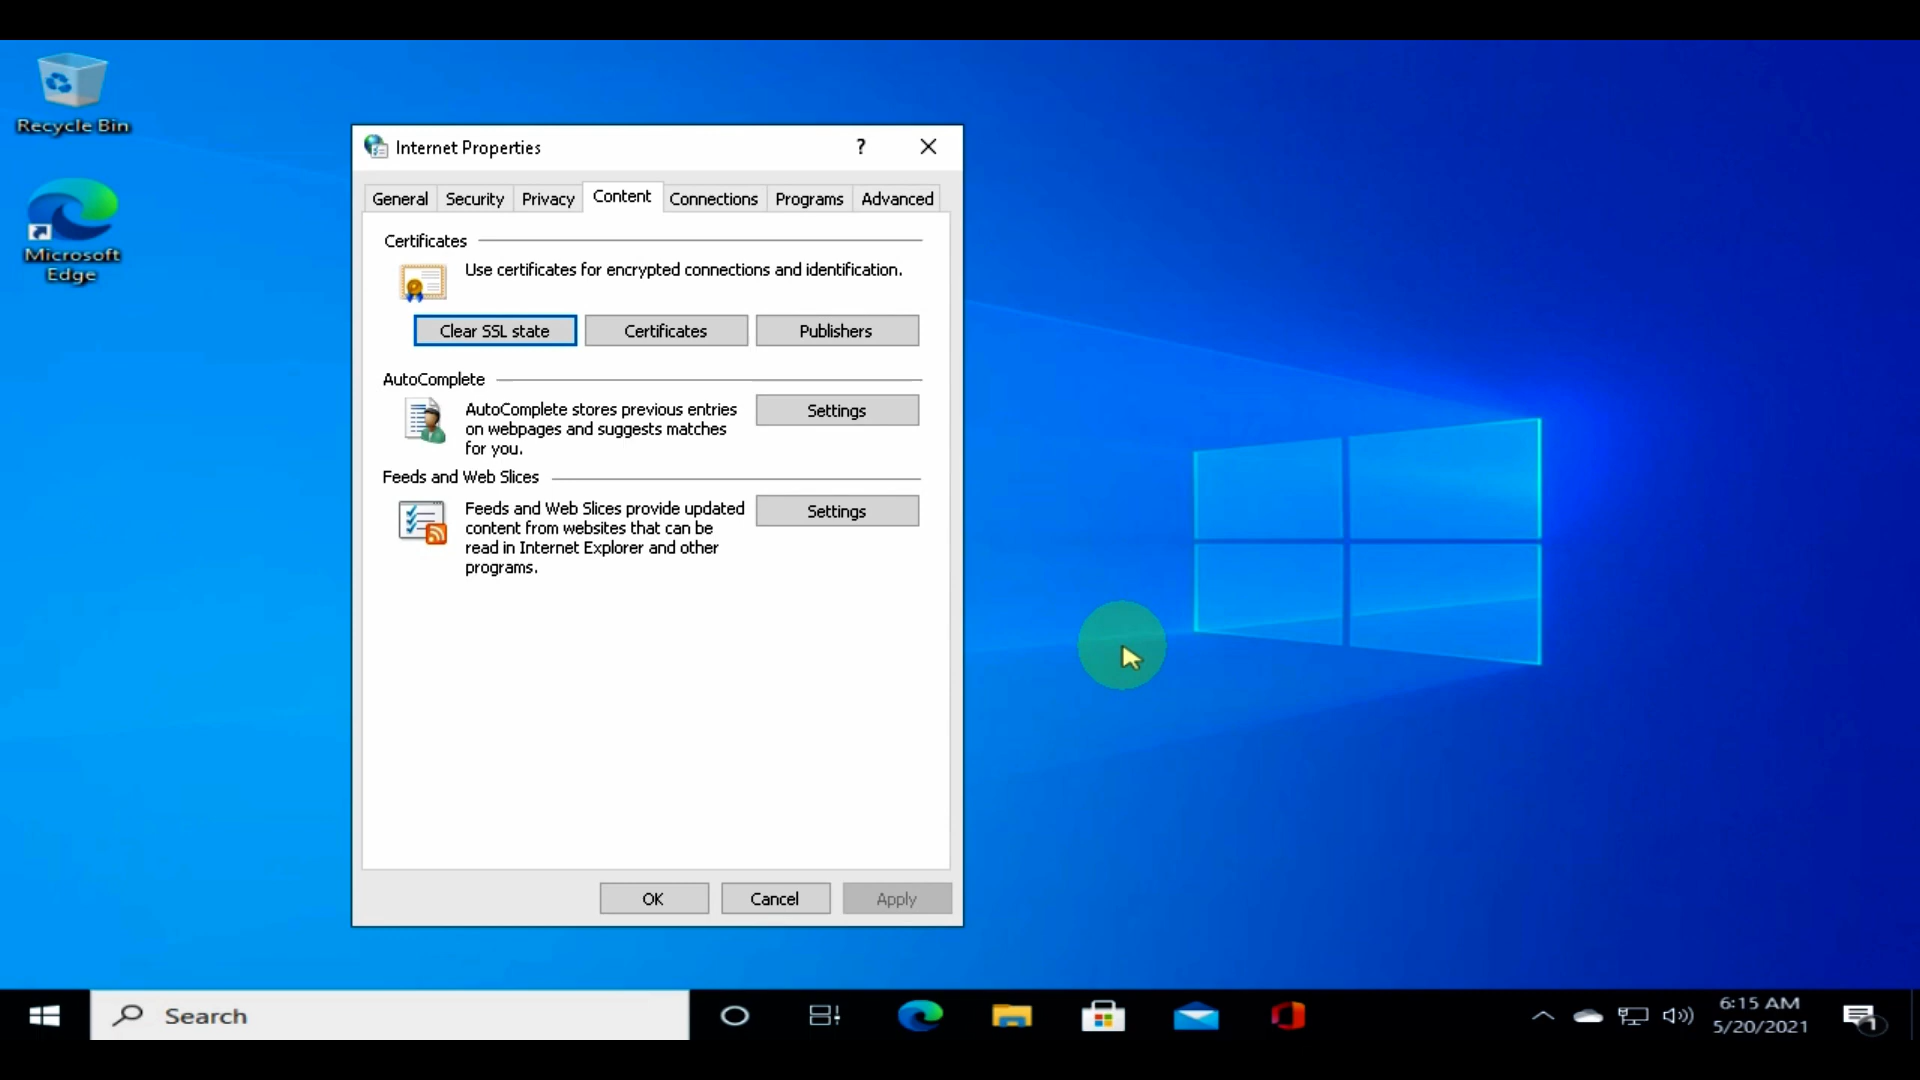 Recycle Bin
Microsoft
Edge
Internet Properties
?
General Security Privacy Content Connections Programs Advanced
Certificates
Use certificates for encrypted connections and identification.
Clear SSL state Certificates Publishers
AutoComplete
AutoComplete stores previous entries
on webpages and suggests matches
for you.
Settings
Feeds and Web Slices
Feeds and Web Slices provide updated
content from websites that can be
read in Internet Explorer and other
programs.
Settings
OK Cancel Apply
Search
6:15 AM
5/20/2021
1